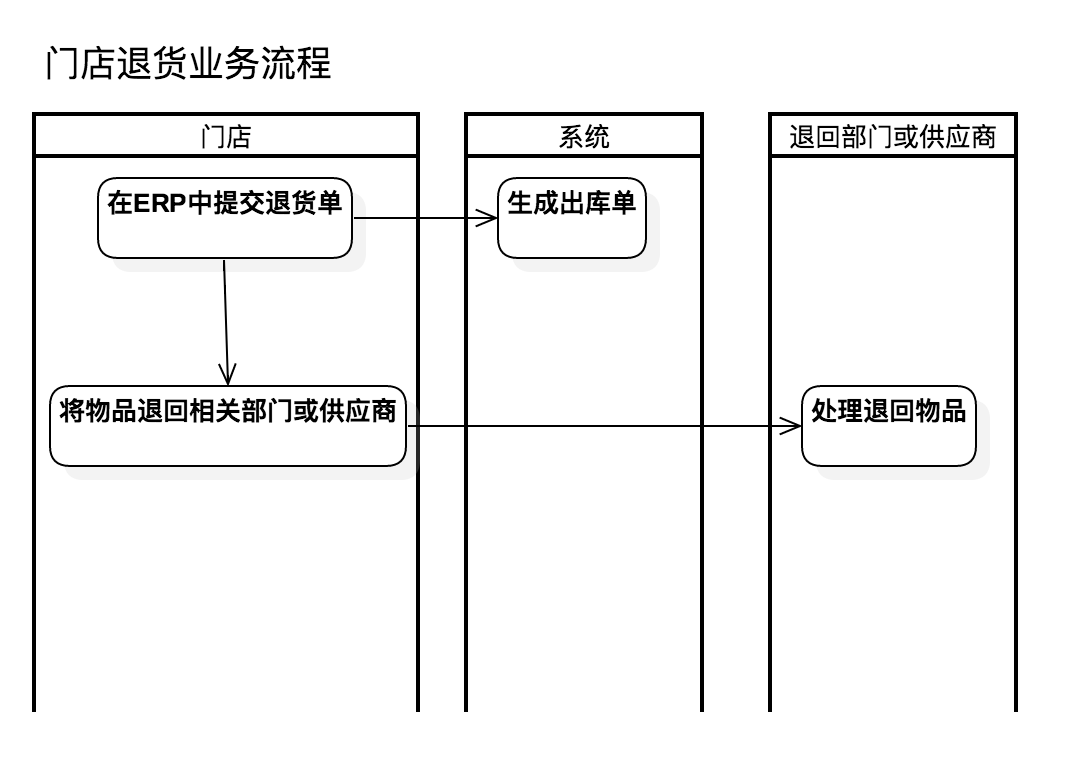 门店退货业务流程
门店
系统
退回部门或供应商
在ERP中提交退货单
生成出库单
将物品退回相关部门或供应商
处理退回物品